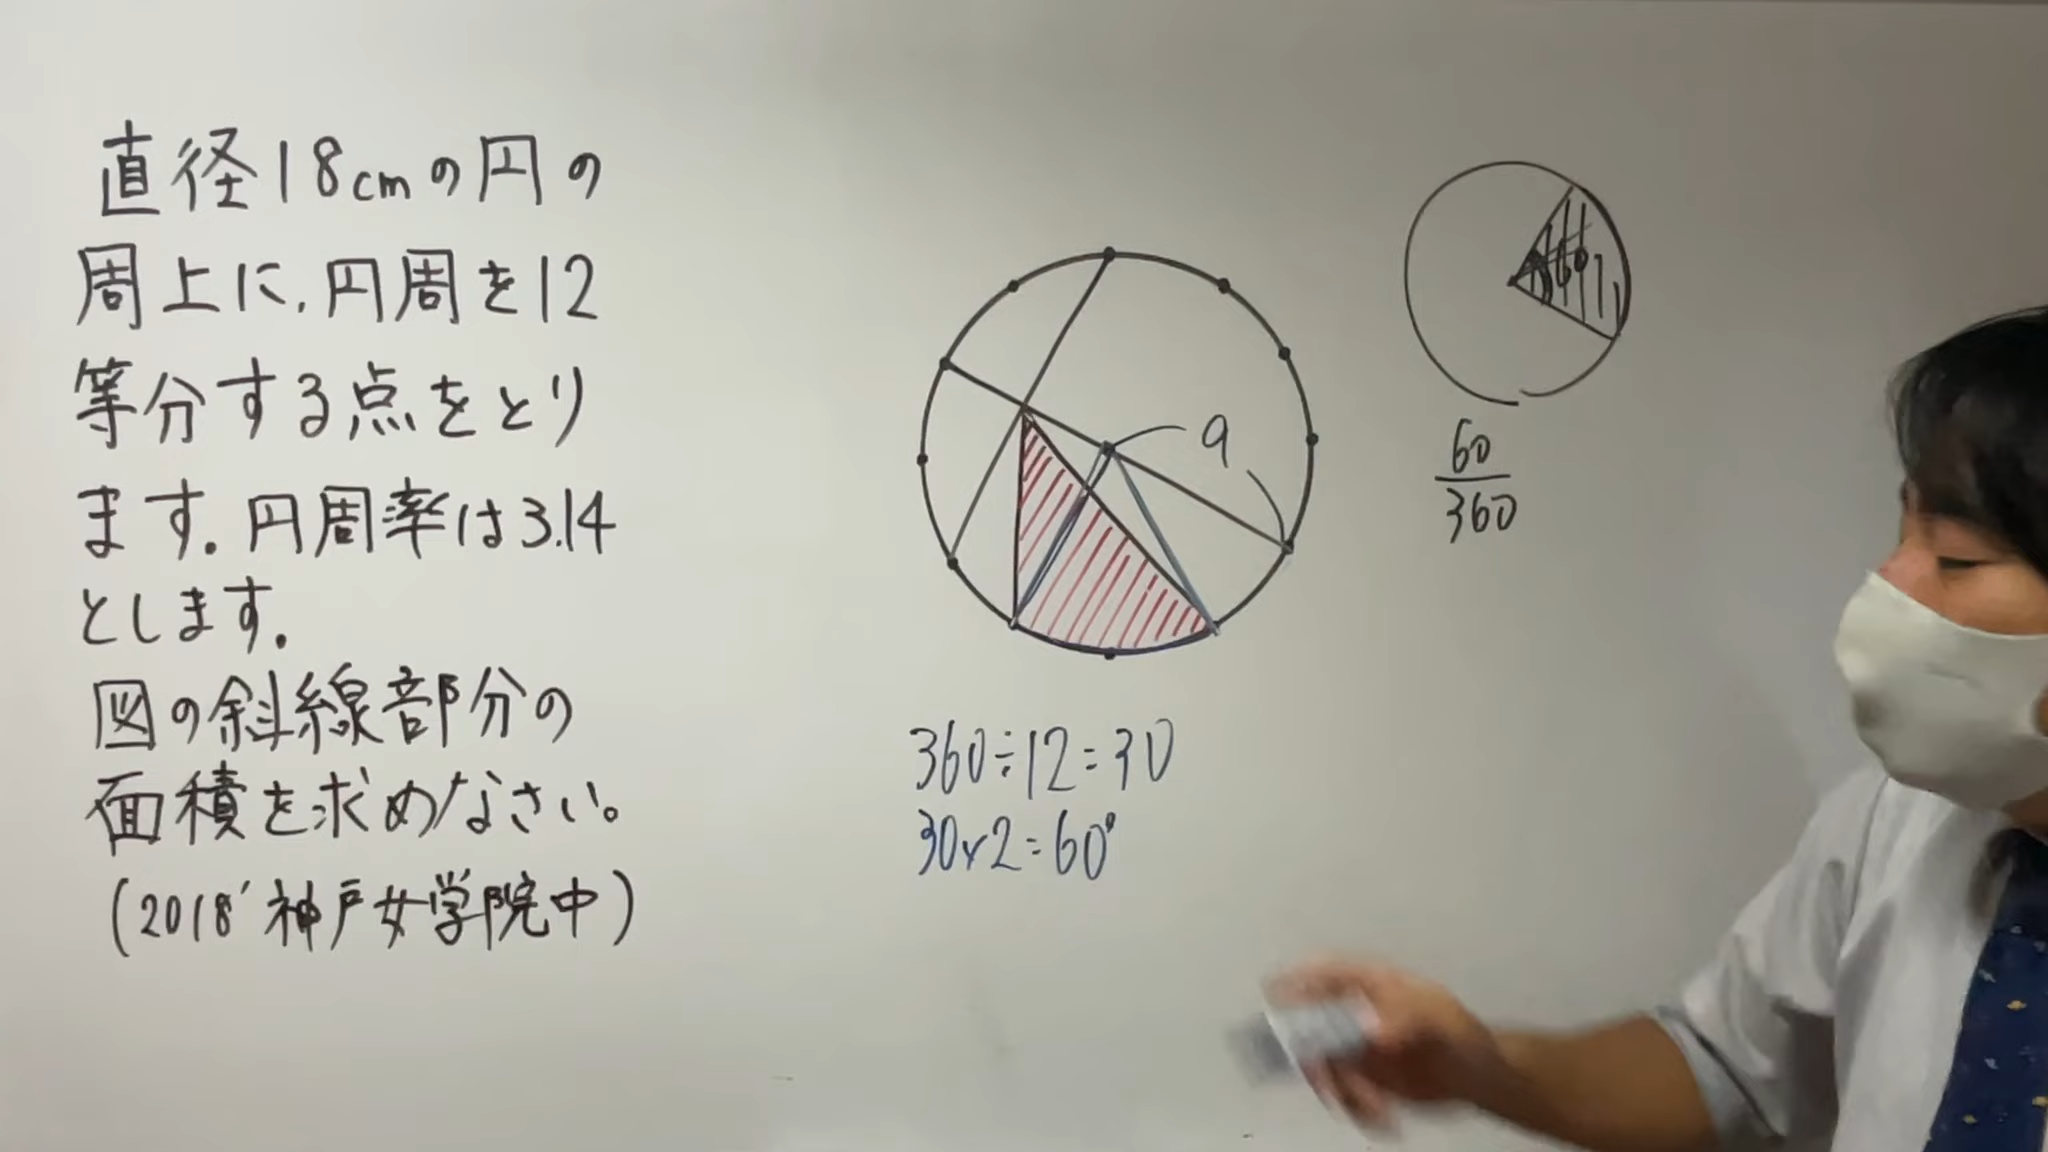 直径18cmの円の
周上に、円周を12
等分する点をとり
ます。円周率は3.14
とします。
図の斜線部分の
面積を求めなさい。
(2018'神戸女学院中)
9
360÷12=30
30×2=60°
60
60
360